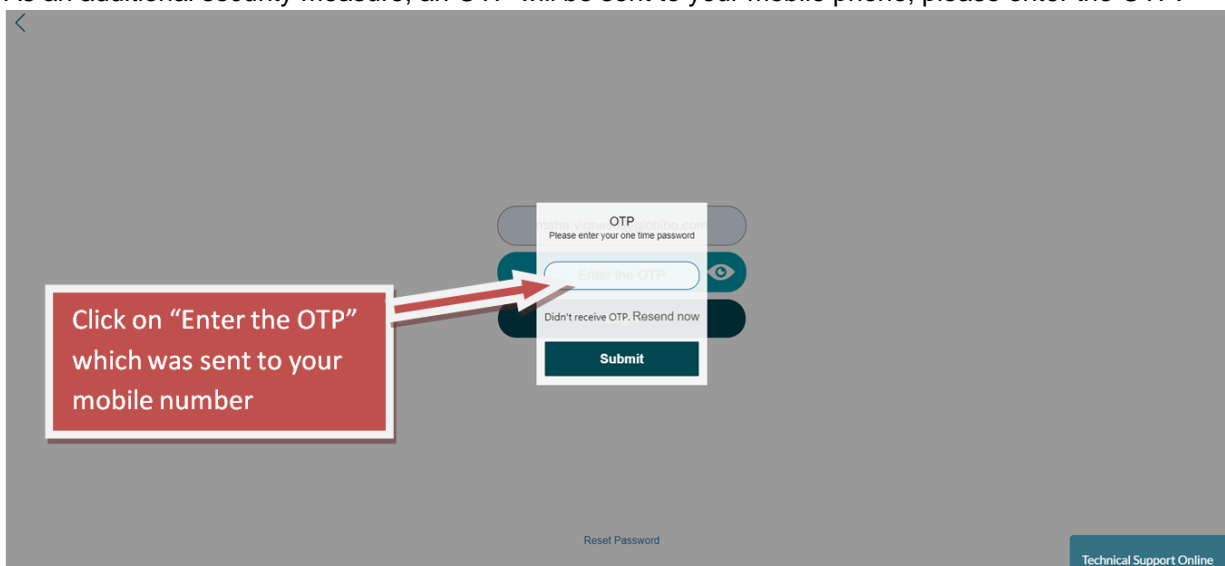 As an additional security measure, an OTP will be sent to your mobile phone, please enter the OTP.
OTP
Please enter your one time password
Enter the OTP
Didn't receive OTP. Resend now
Submit
Click on “Enter the OTP”
which was sent to your
mobile number
Reset Password
Technical Support Online